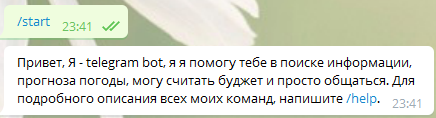 /start
23:41
Привет, Я - telegram bot, я я помогу тебе в поиске информации,
прогноза погоды, могу считать бюджет и просто общаться. Для
подробного описания всех моих команд, напишите /help.
23:41